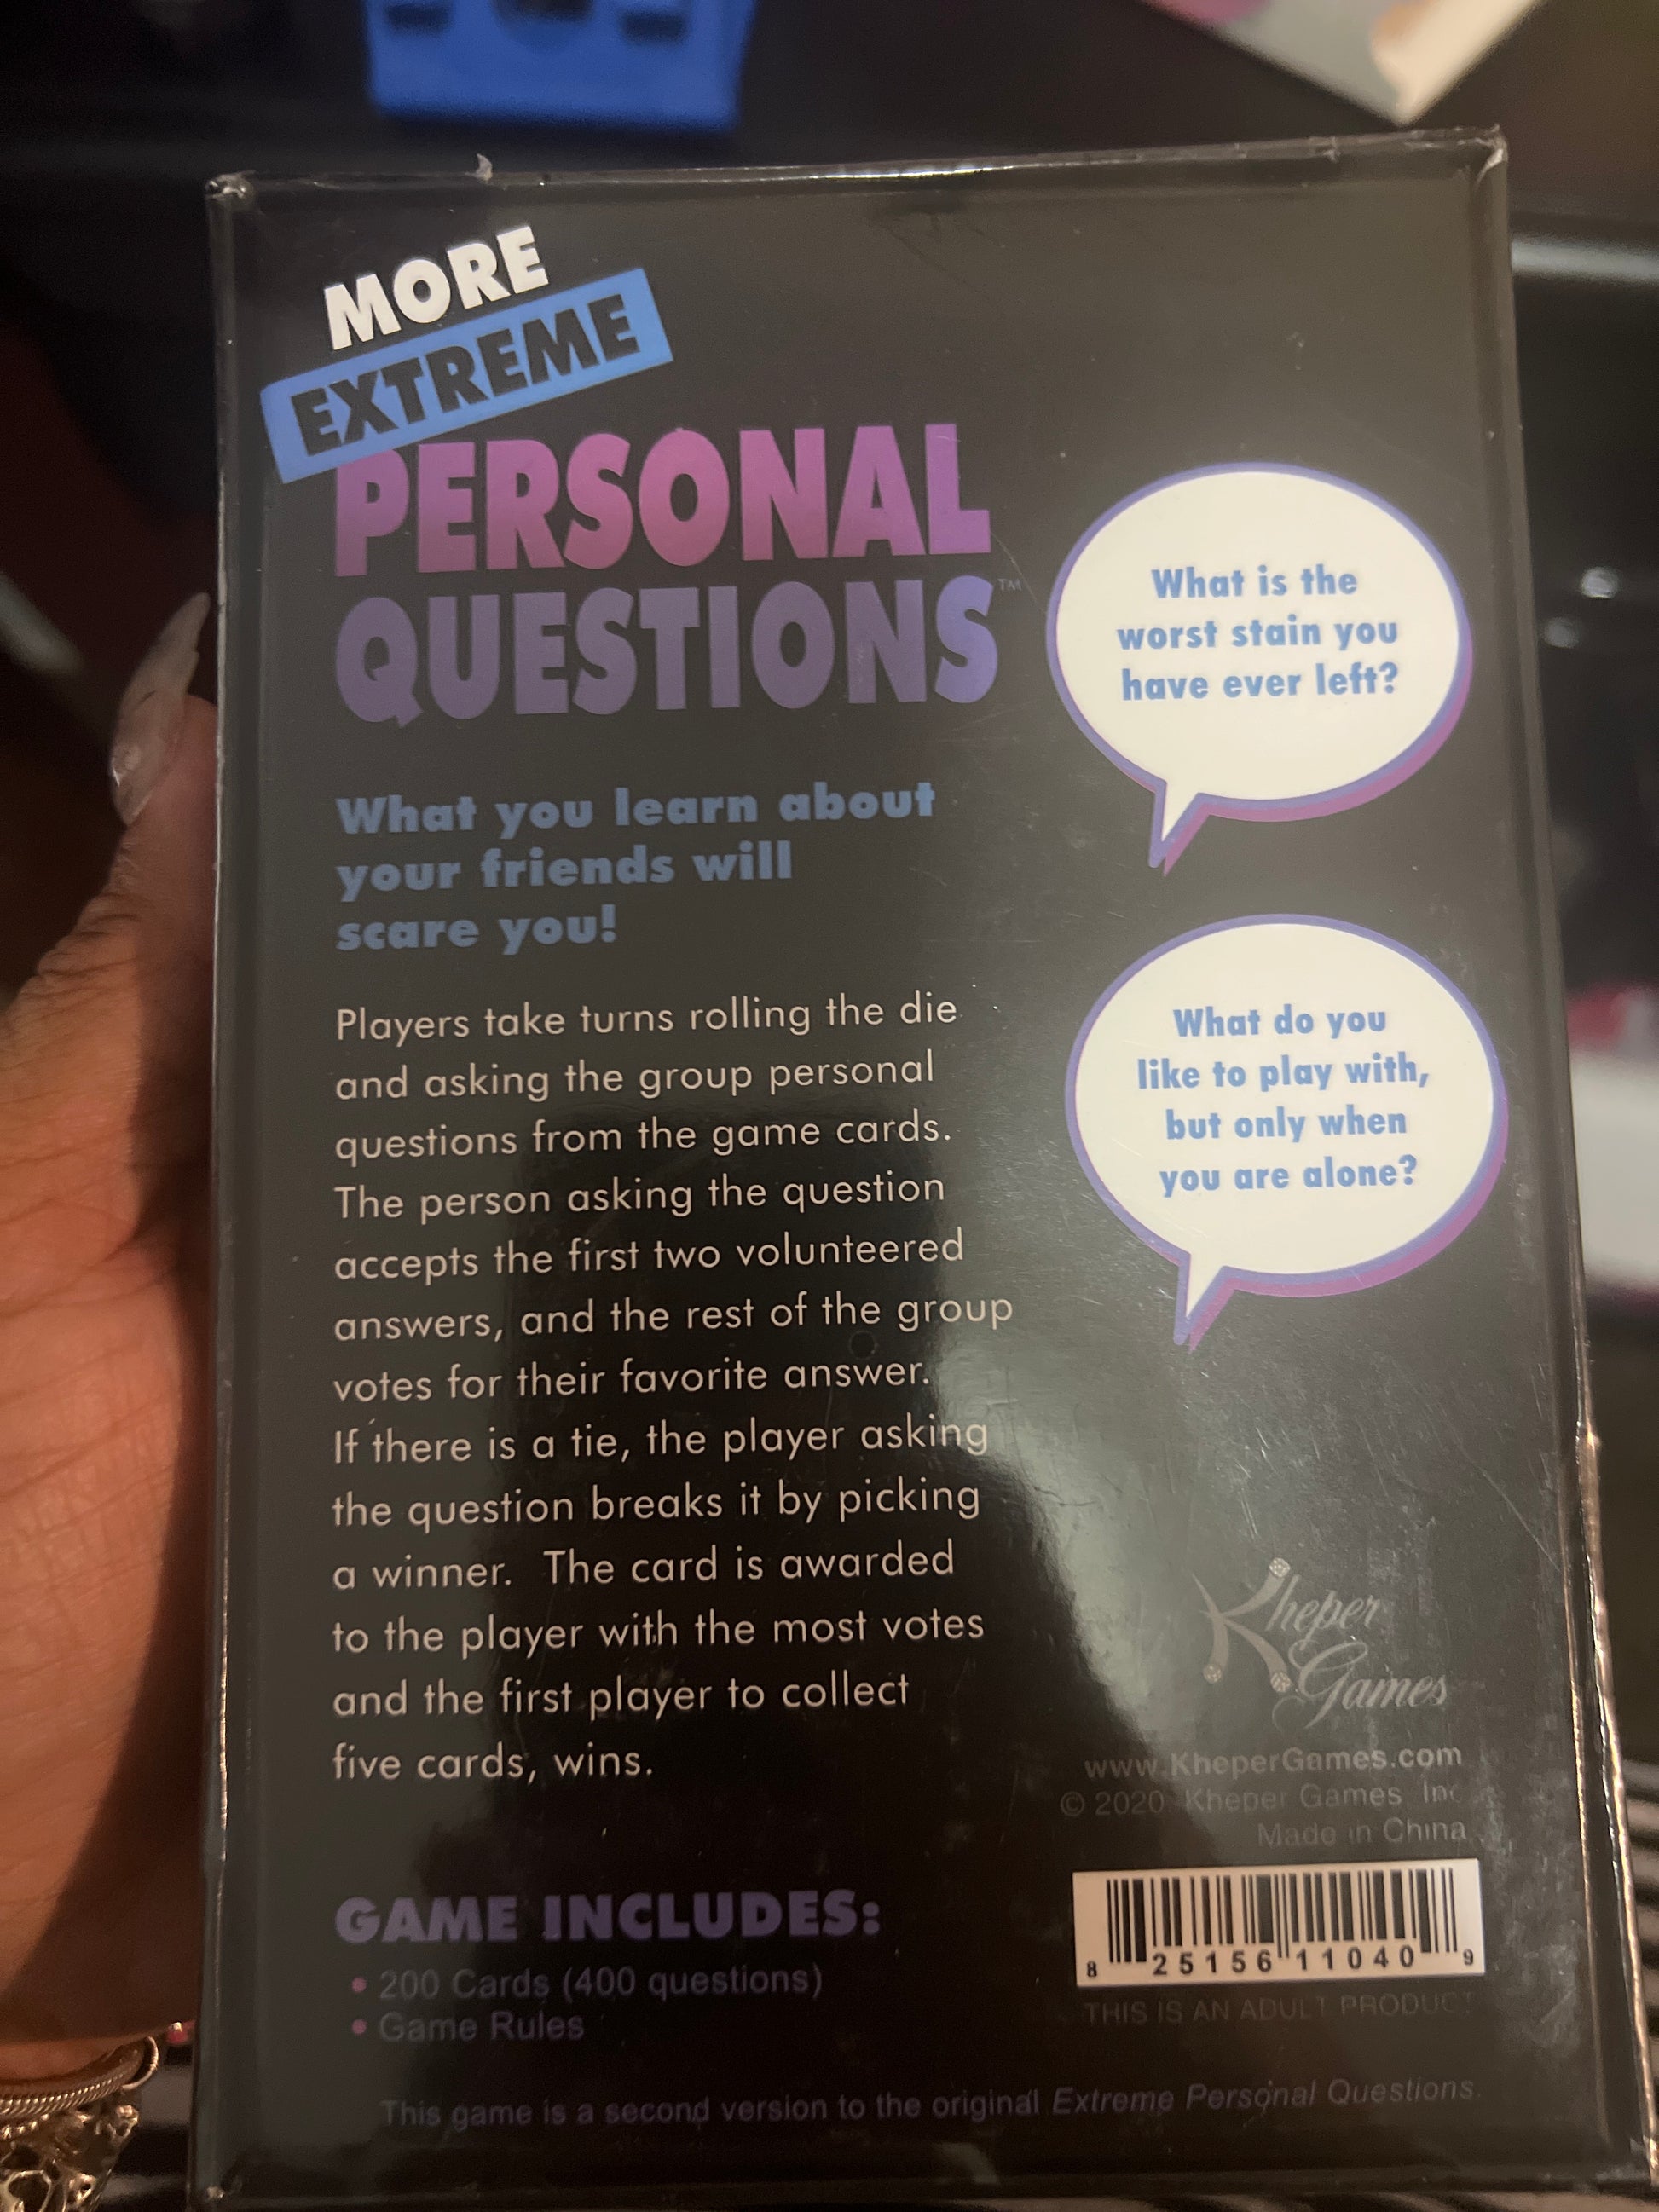 MORE
EXTREME
PERSONAL
QUESTIONS™
What is the
worst stain you
have ever left?
What you learn about
your friends will
scare you!
What do you
like to play with,
but only when
you are alone?
Players take turns rolling the die
and asking the group personal
questions from the game cards.
The person asking the question
accepts the first two volunteered
answers, and the rest of the group
votes for their favorite answer.
If there is a tie, the player asking
the question breaks it by picking
a winner. The card is awarded
to the player with the most votes
and the first player to collect
five cards, wins.
Kheper
Games
www.KheperGames.com
© 2020 Kheper Games Inc
Made in China
GAME INCLUDES:
• 200 Cards (400 questions)
• Game Rules
8 25156 11040 9
THIS IS AN ADULT PRODUCT
This game is a second version to the original Extreme Personal Questions.